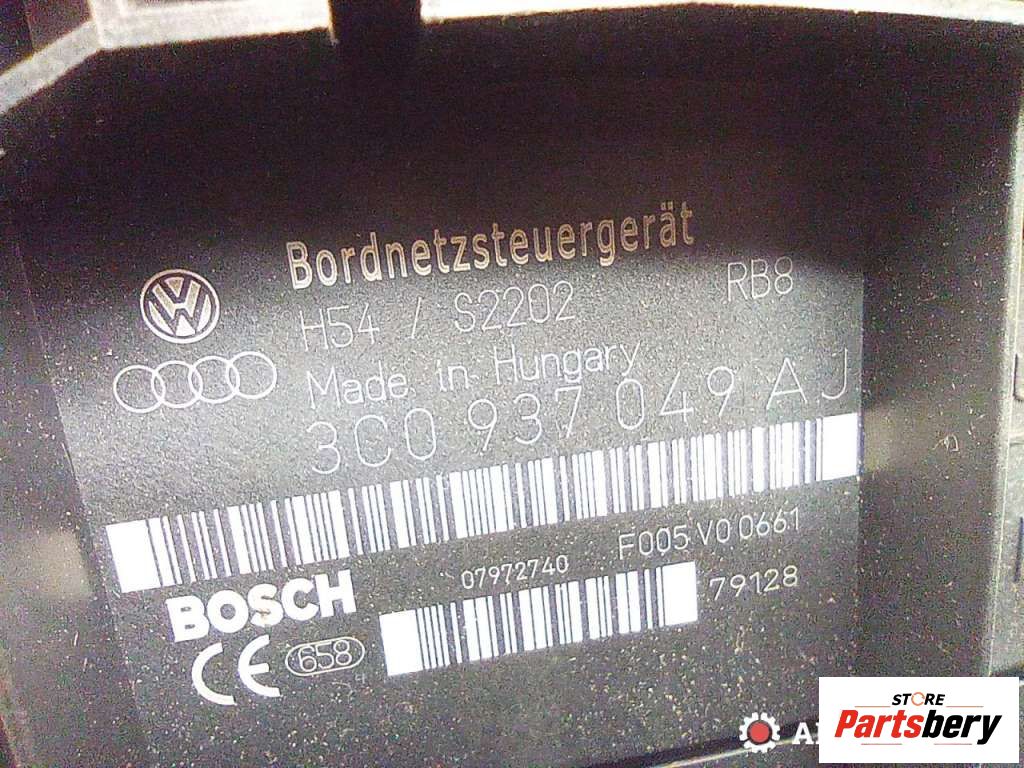 Bordnetzsteuergerät
H54 / S2202 RB8
Made in Hungary
3C0 937 049 AJ
F005 V0 0661
07972740
79128
BOSCH
CE 658
STORE
Partsbery